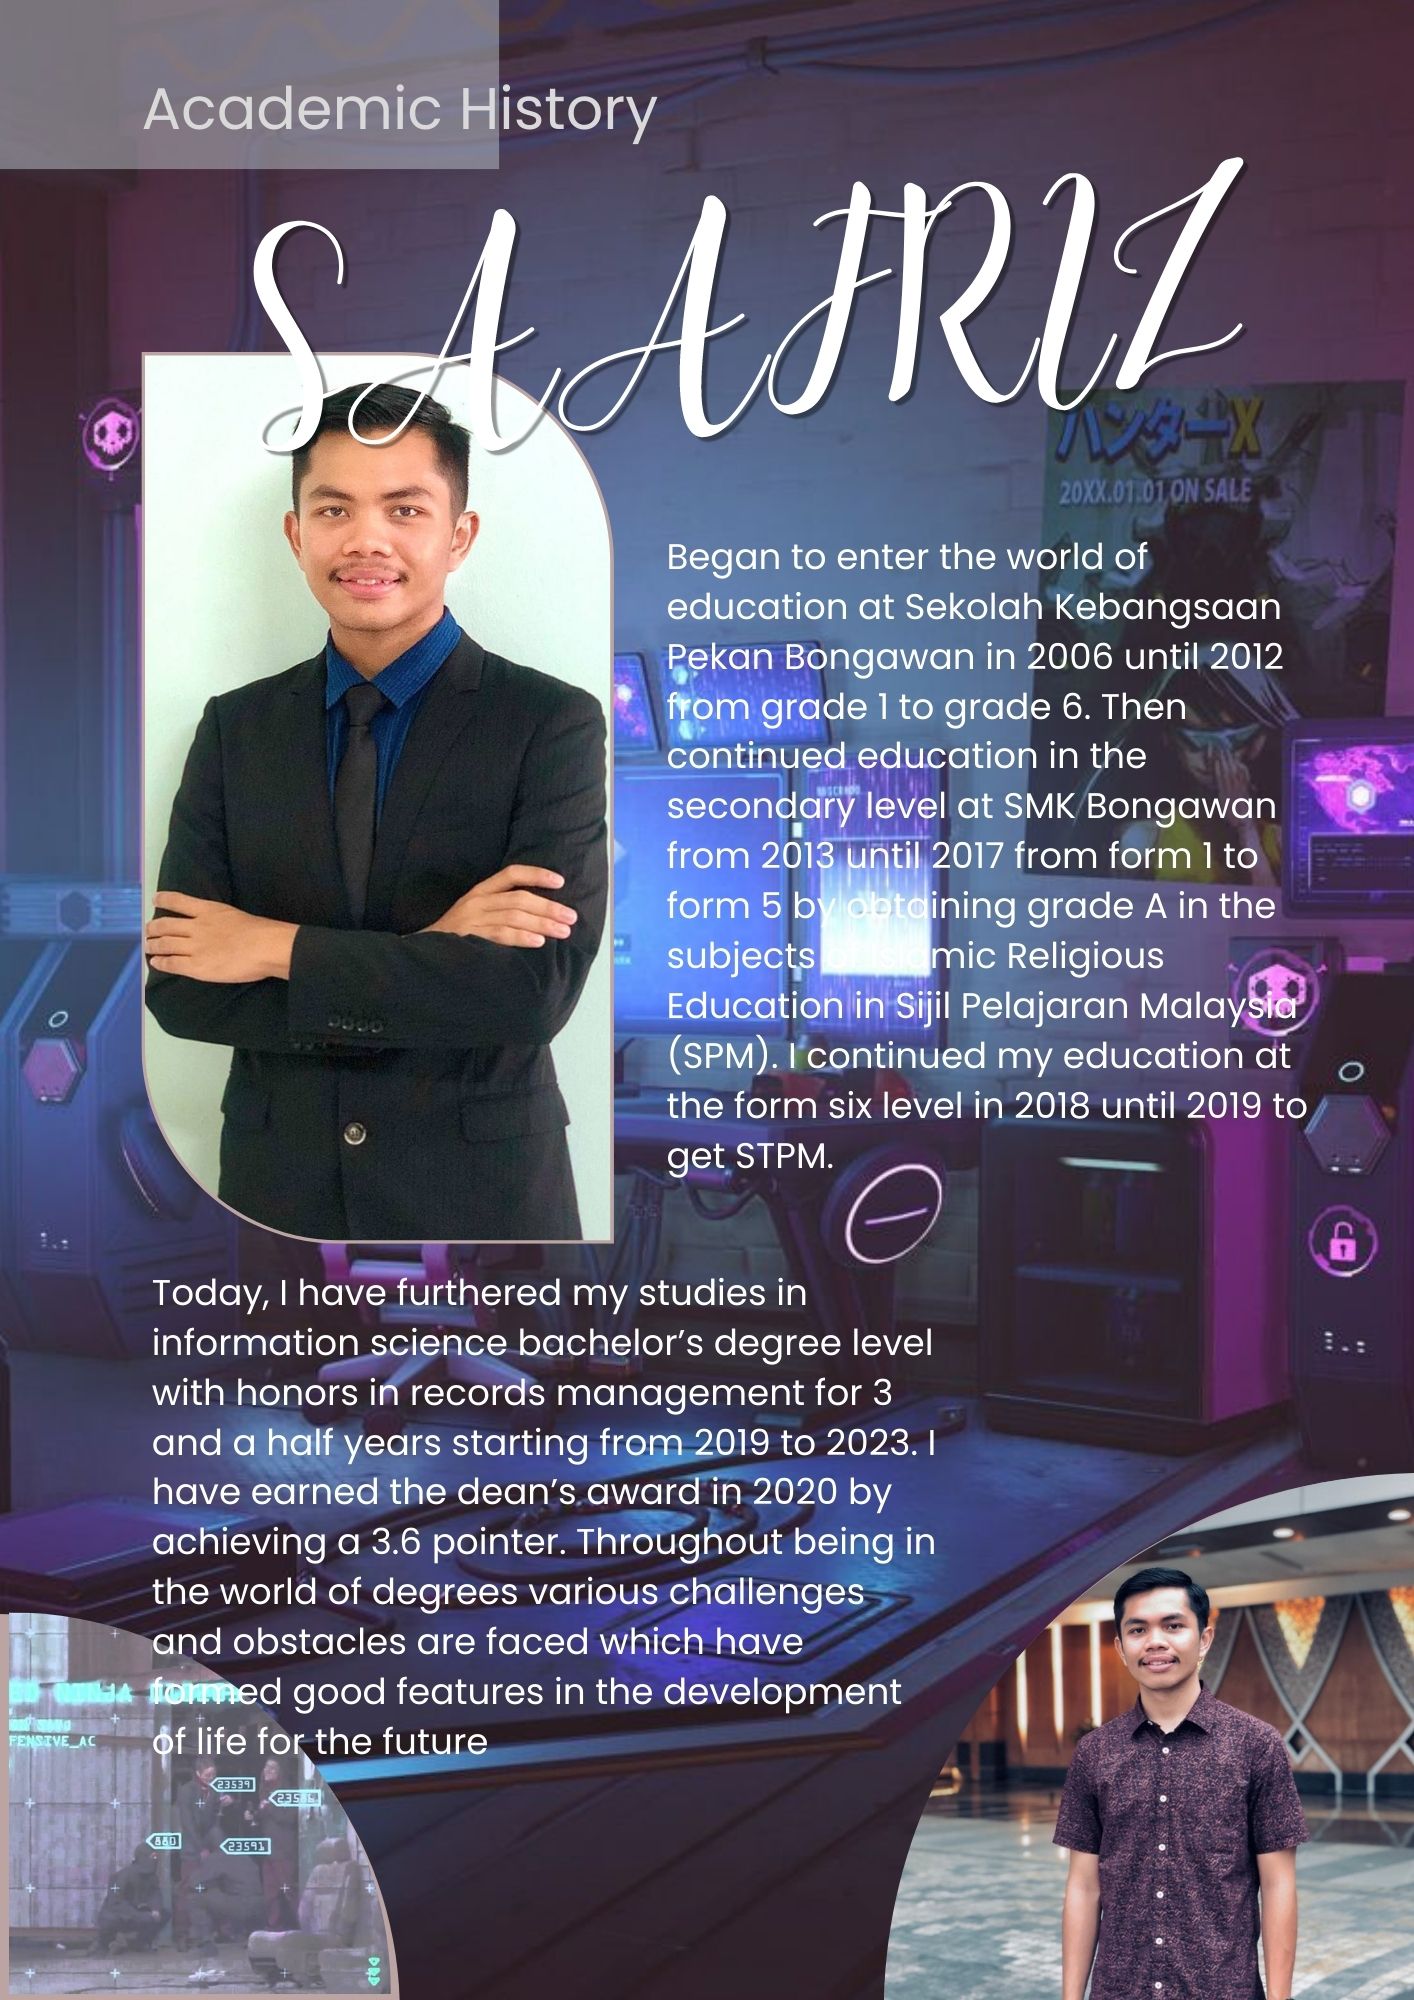 Academic History
SAAFRIZ
ハンターX
20XX.01.01 ON SALE
Began to enter the world of
education at Sekolah Kebangsaan
Pekan Bongawan in 2006 until 2012
from grade 1 to grade 6. Then
continued education in the
secondary level at SMK Bongawan
from 2013 until 2017 from form 1 to
form 5 by obtaining grade A in the
subjects of Islamic Religious
Education in Sijil Pelajaran Malaysia
(SPM). I continued my education at
the form six level in 2018 until 2019 to
get STPM.
Today, I have furthered my studies in
information science bachelor’s degree level
with honors in records management for 3
and a half years starting from 2019 to 2023. I
have earned the dean’s award in 2020 by
achieving a 3.6 pointer. Throughout being in
the world of degrees various challenges
and obstacles are faced which have
formed good features in the development
of life for the future
FENSIVE_AC
23539
880
23591